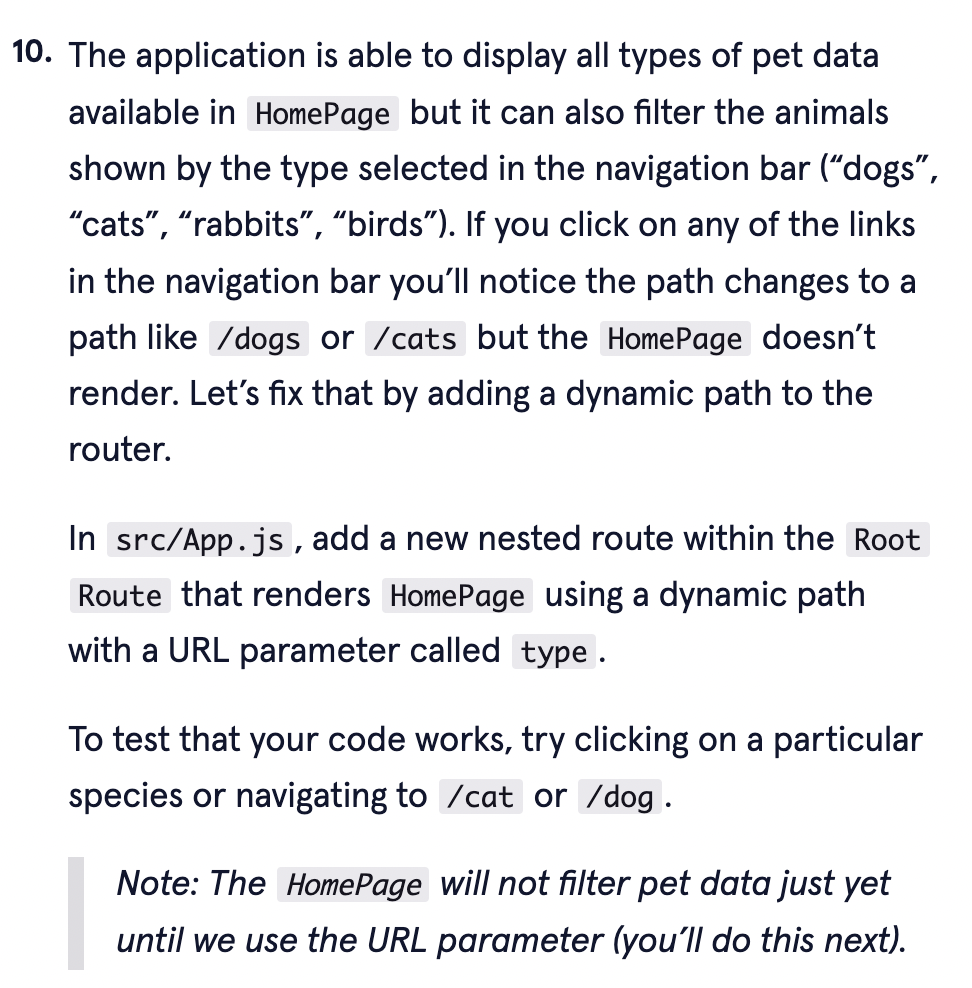 10. The application is able to display all types of pet data
available in HomePage but it can also filter the animals
shown by the type selected in the navigation bar (“dogs”,
“cats”, “rabbits”, “birds”). If you click on any of the links
in the navigation bar you’ll notice the path changes to a
path like /dogs or /cats but the HomePage doesn’t
render. Let’s fix that by adding a dynamic path to the
router.
In src/App.js, add a new nested route within the Root
Route that renders HomePage using a dynamic path
with a URL parameter called type.
To test that your code works, try clicking on a particular
species or navigating to /cat or /dog.
Note: The HomePage will not filter pet data just yet
until we use the URL parameter (you’ll do this next).